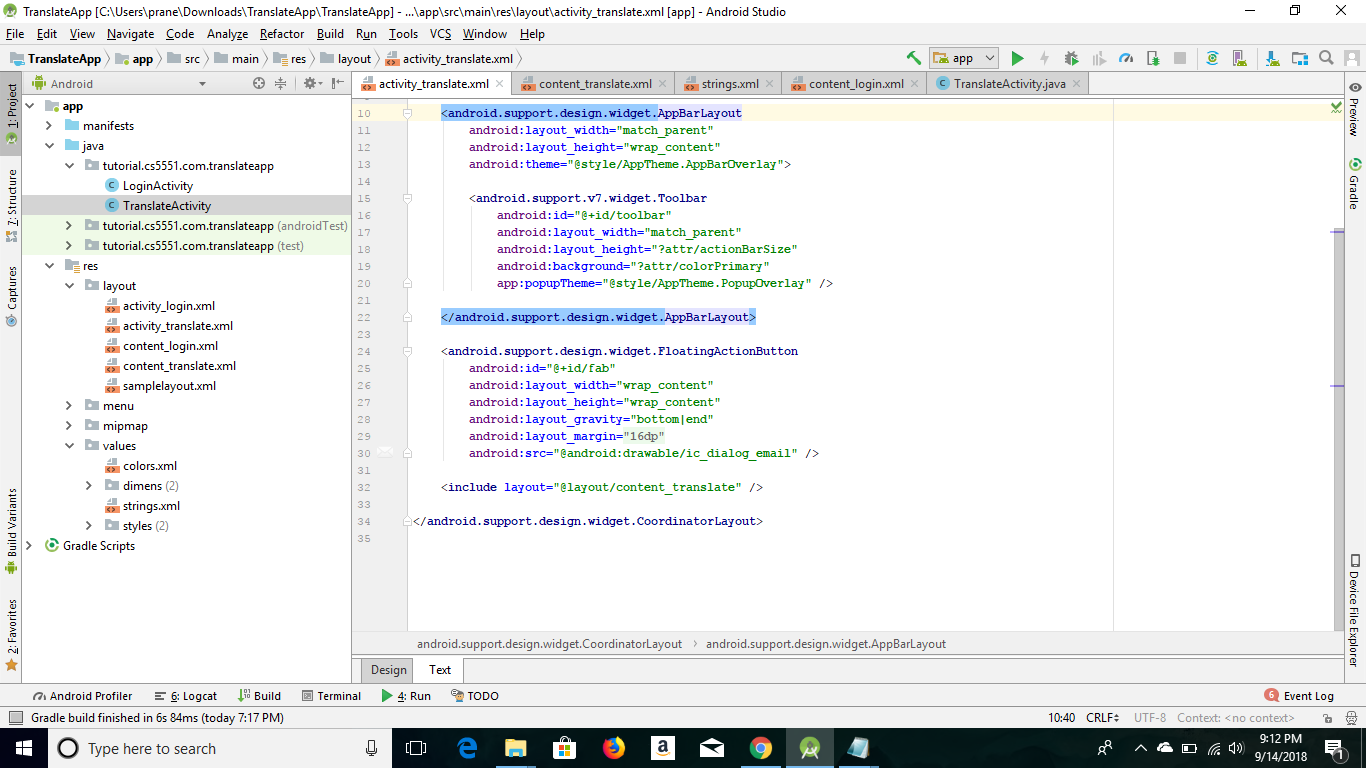 TranslateApp [C:\Users\prane\Downloads\TranslateApp\TranslateApp] - ...\app\src\main\res\layout\activity_translate.xml [app] - Android Studio
File Edit View Navigate Code Analyze Refactor Build Run Tools VCS Window Help
TranslateApp app src main res layout activity_translate.xml app
1: Project
7: Structure
Captures
Build Variants
2: Favorites
Android
app
manifests
java
tutorial.cs5551.com.translateapp
LoginActivity
TranslateActivity
tutorial.cs5551.com.translateapp (androidTest)
tutorial.cs5551.com.translateapp (test)
res
layout
activity_login.xml
activity_translate.xml
content_login.xml
content_translate.xml
samplelayout.xml
menu
mipmap
values
colors.xml
dimens (2)
strings.xml
styles (2)
Gradle Scripts
activity_translate.xml content_translate.xml strings.xml content_login.xml TranslateActivity.java
10 <android.support.design.widget.AppBarLayout
11 android:layout_width="match_parent"
12 android:layout_height="wrap_content"
13 android:theme="@style/AppTheme.AppBarOverlay">
14
15 <android.support.v7.widget.Toolbar
16 android:id="@+id/toolbar"
17 android:layout_width="match_parent"
18 android:layout_height="?attr/actionBarSize"
19 android:background="?attr/colorPrimary"
20 app:popupTheme="@style/AppTheme.PopupOverlay" />
21
22 </android.support.design.widget.AppBarLayout>
23
24 <android.support.design.widget.FloatingActionButton
25 android:id="@+id/fab"
26 android:layout_width="wrap_content"
27 android:layout_height="wrap_content"
28 android:layout_gravity="bottom|end"
29 android:layout_margin="16dp"
30 android:src="@android:drawable/ic_dialog_email" />
31
32 <include layout="@layout/content_translate" />
33
34 </android.support.design.widget.CoordinatorLayout>
35
android.support.design.widget.CoordinatorLayout › android.support.design.widget.AppBarLayout
Design Text
Preview
Gradle
Device File Explorer
Android Profiler 6: Logcat Build Terminal 4: Run TODO 6 Event Log
Gradle build finished in 6s 84ms (today 7:17 PM) 10:40 CRLF UTF-8 Context: <no context>
Type here to search
9:12 PM
9/14/2018
1